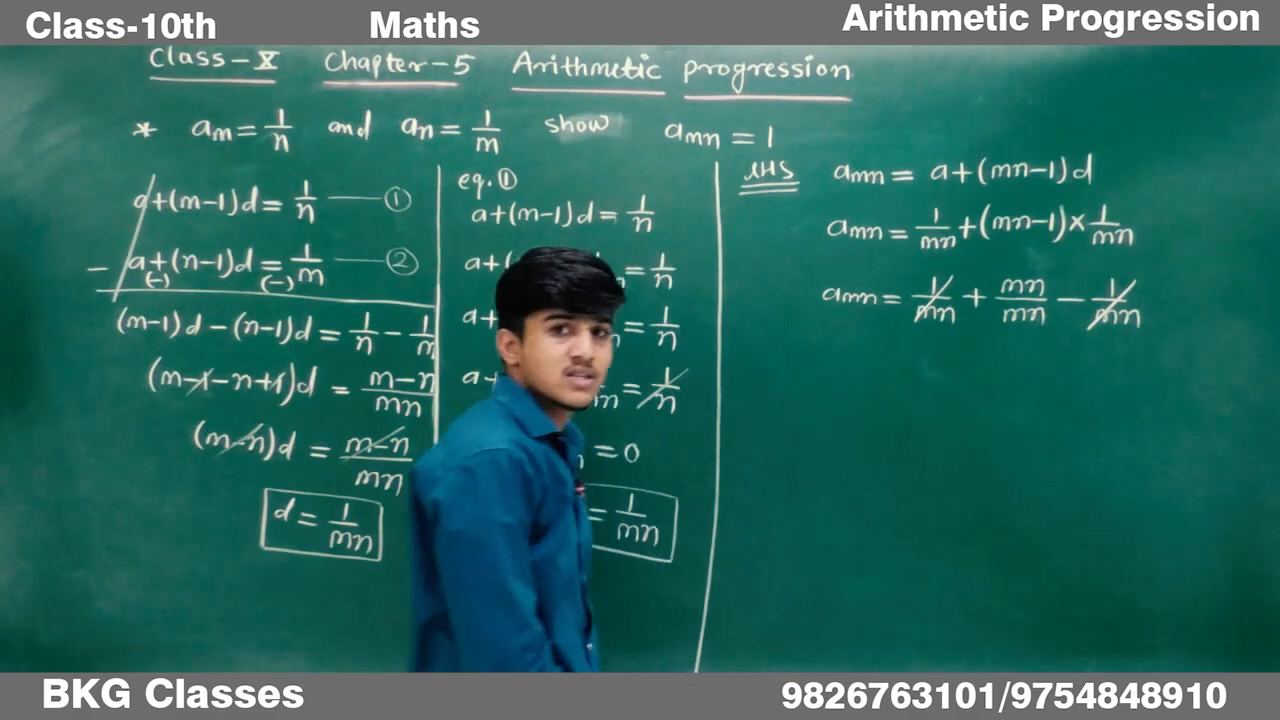 Class-10th Maths Arithmetic Progression
Class-X Chapter-5 Arithmetic progression
* am = 1/n and an = 1/m show amn = 1
a+(m-1)d = 1/n ——— ①
- a+(n-1)d = 1/m ——— ②
(-) (-)
(m-1)d-(n-1)d = 1/n - 1/m
(m-1-n+1)d = m-n/mn
(m-n)d = m-n/mn
d = 1/mn
eq.①
a+(m-1)d = 1/n
a+( = 1/n
a+ = 1/n
a+ = 1/n
= 0
= 1/mn
LHS amn = a+(mn-1)d
amn = 1/mn + (mn-1)× 1/mn
amn = 1/mn + mn/mn - 1/mn
BKG Classes 9826763101/9754848910